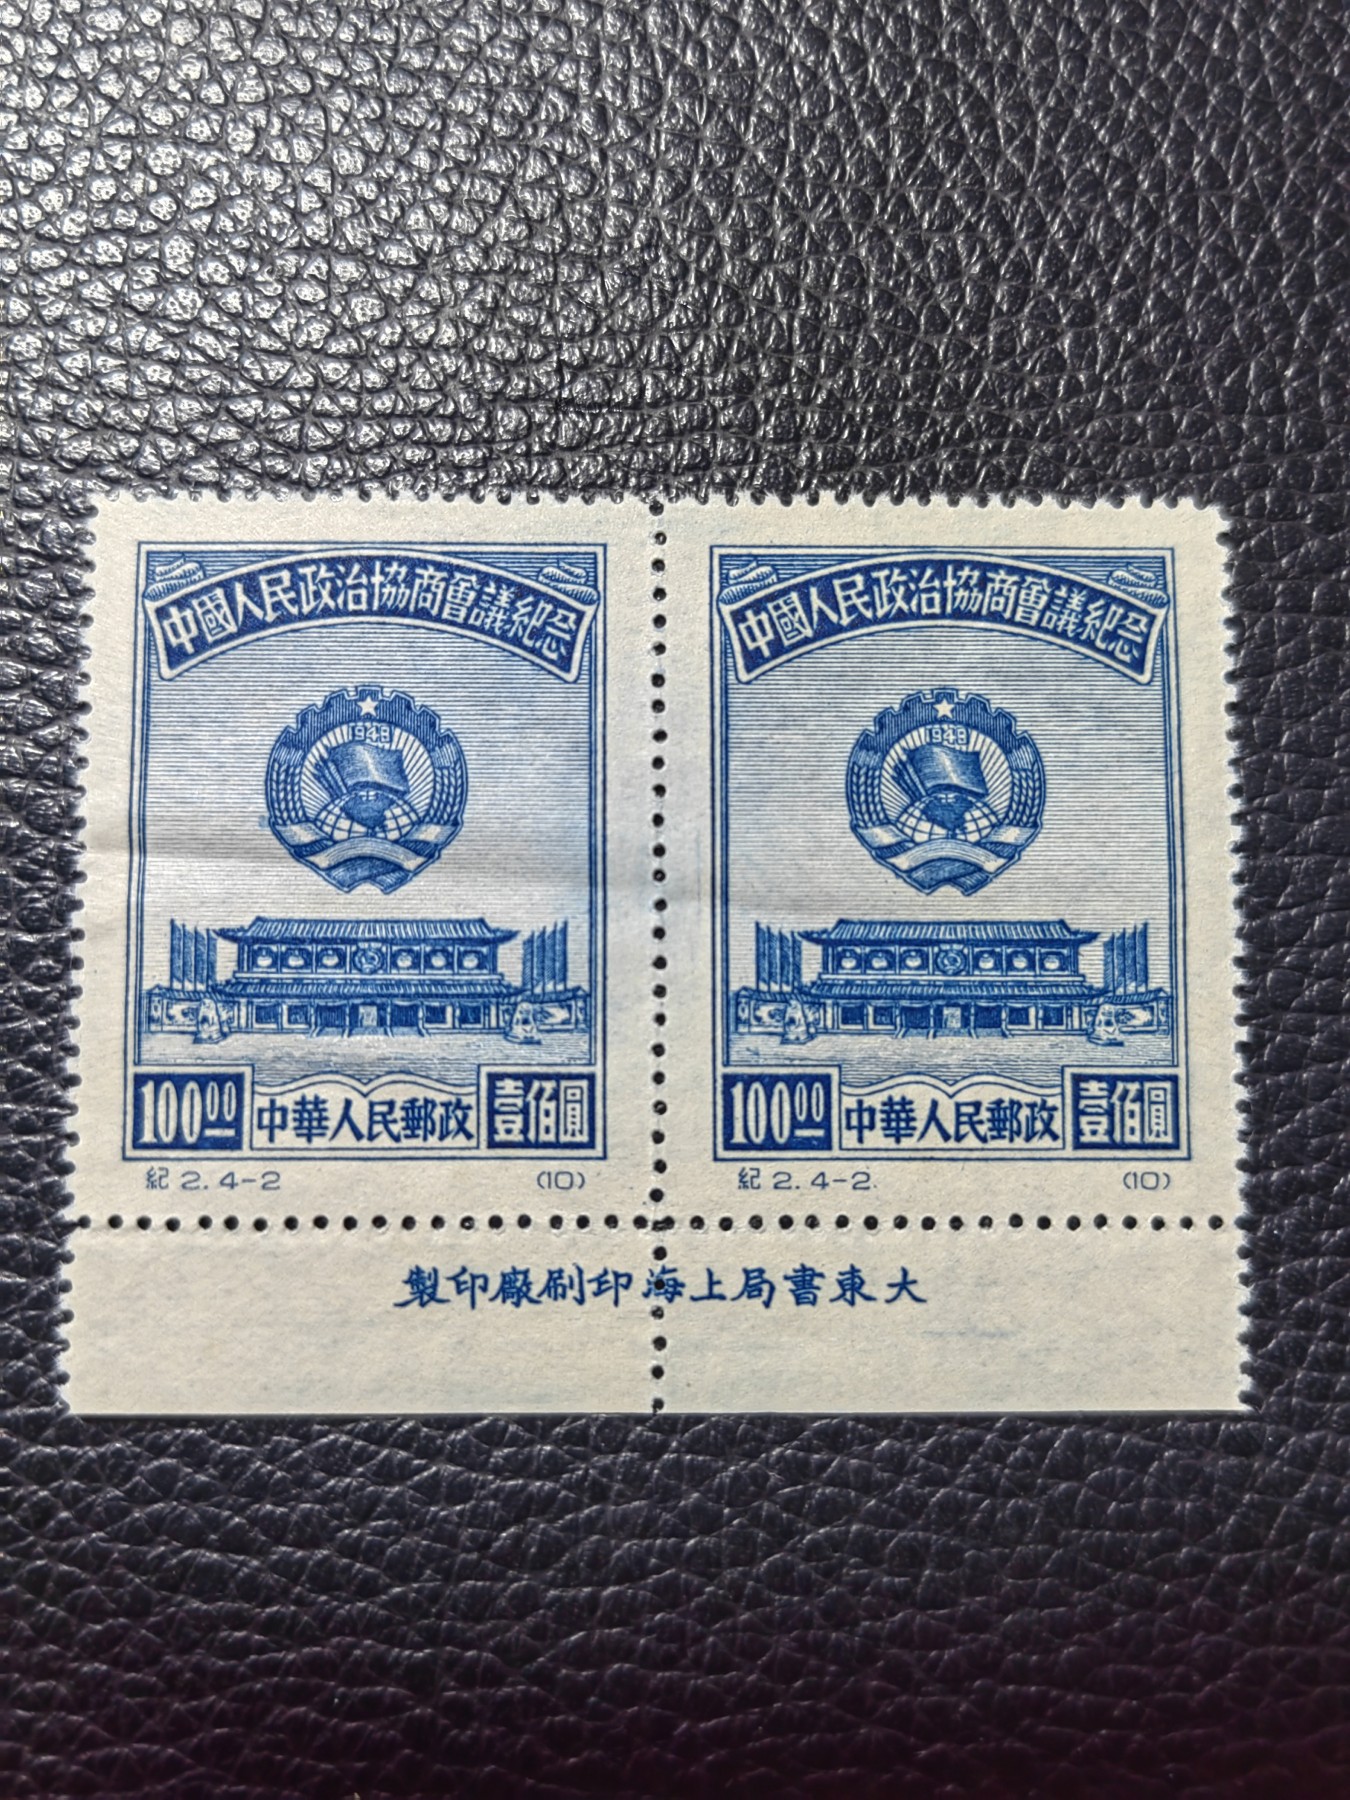 中國人民政治協商會議紀念
1949
100.00 中華人民郵政 壹佰圓
紀 2. 4-2 (10)
中國人民政治協商會議紀念
1949
100.00 中華人民郵政 壹佰圓
紀 2. 4-2. (10)
大東書局上海印刷廠印製